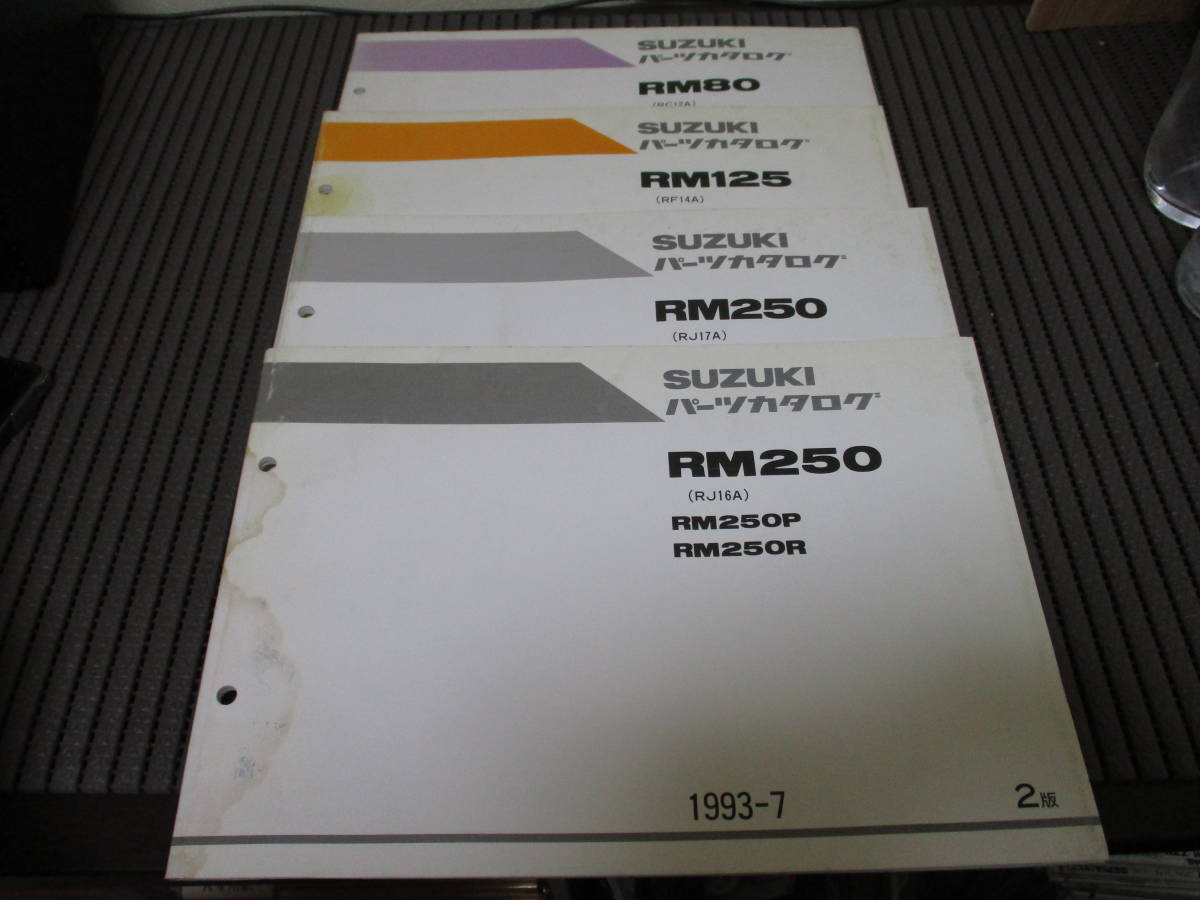 SUZUKI
パーツカタログ
RM80
(RC12A)
SUZUKI
パーツカタログ
RM125
(RF14A)
SUZUKI
パーツカタログ
RM250
(RJ17A)
SUZUKI
パーツカタログ
RM250
(RJ16A)
RM250P
RM250R
1993-7
2版